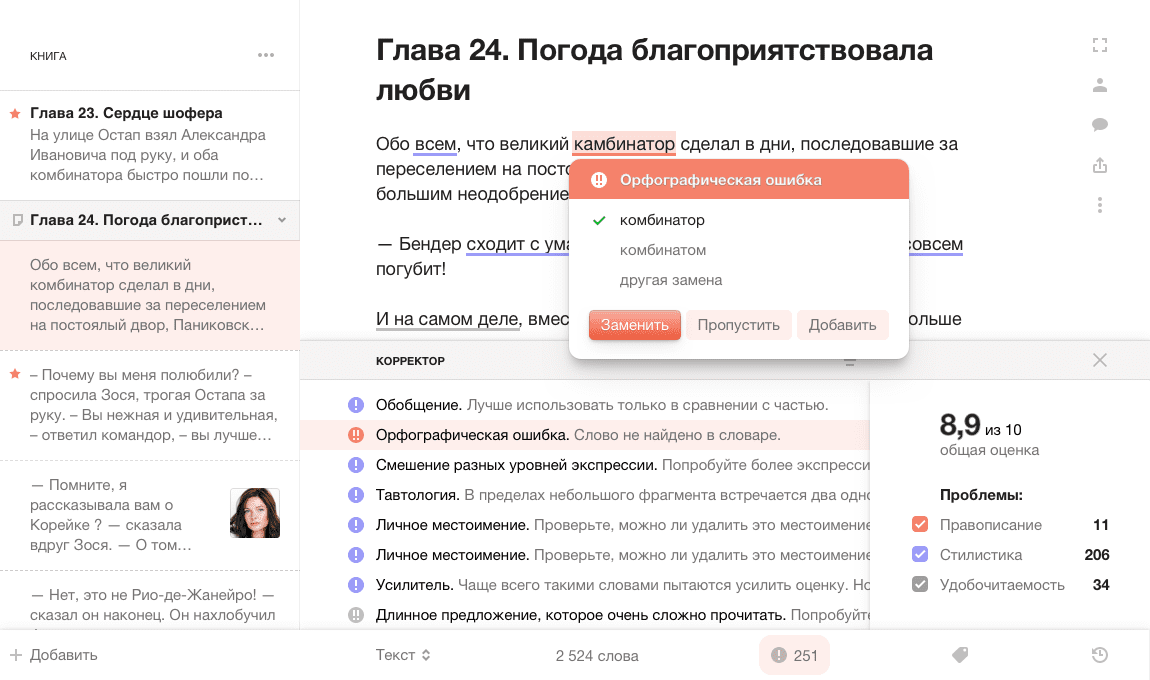 КНИГА
Глава 23. Сердце шофера
На улице Остап взял Александра
Ивановича под руку, и оба
комбинатора быстро пошли по…
Глава 24. Погода благоприст…
Обо всем, что великий
комбинатор сделал в дни,
последовавшие за переселением
на постоялый двор, Паниковск…
– Почему вы меня полюбили? –
спросила Зося, трогая Остапа за
руку. – Вы нежная и удивительная,
– ответил командор, – вы лучше…
— Помните, я
рассказывала вам о
Корейке ? — сказала
вдруг Зося. — О том…
— Нет, это не Рио-де-Жанейро! —
сказал он наконец. Он нахлобучил
Добавить
Глава 24. Погода благоприятствовала
любви
Обо всем, что великий камбинатор сделал в дни, последовавшие за
переселением на посто
большим неодобрение
— Бендер сходит с ума совсем
погубит!
И на самом деле, вмес ольше
Орфографическая ошибка
комбинатор
комбинатом
другая замена
Заменить Пропустить Добавить
КОРРЕКТОР
Обобщение. Лучше использовать только в сравнении с частью.
Орфографическая ошибка. Слово не найдено в словаре.
Смешение разных уровней экспрессии. Попробуйте более экспресси
Тавтология. В пределах небольшого фрагмента встречается два одно
Личное местоимение. Проверьте, можно ли удалить это местоимение
Личное местоимение. Проверьте, можно ли удалить это местоимение
Усилитель. Чаще всего такими словами пытаются усилить оценку. Но
Длинное предложение, которое очень сложно прочитать. Попробуйте
8,9 из 10
общая оценка
Проблемы:
Правописание 11
Стилистика 206
Удобочитаемость 34
Текст 2 524 слова 251